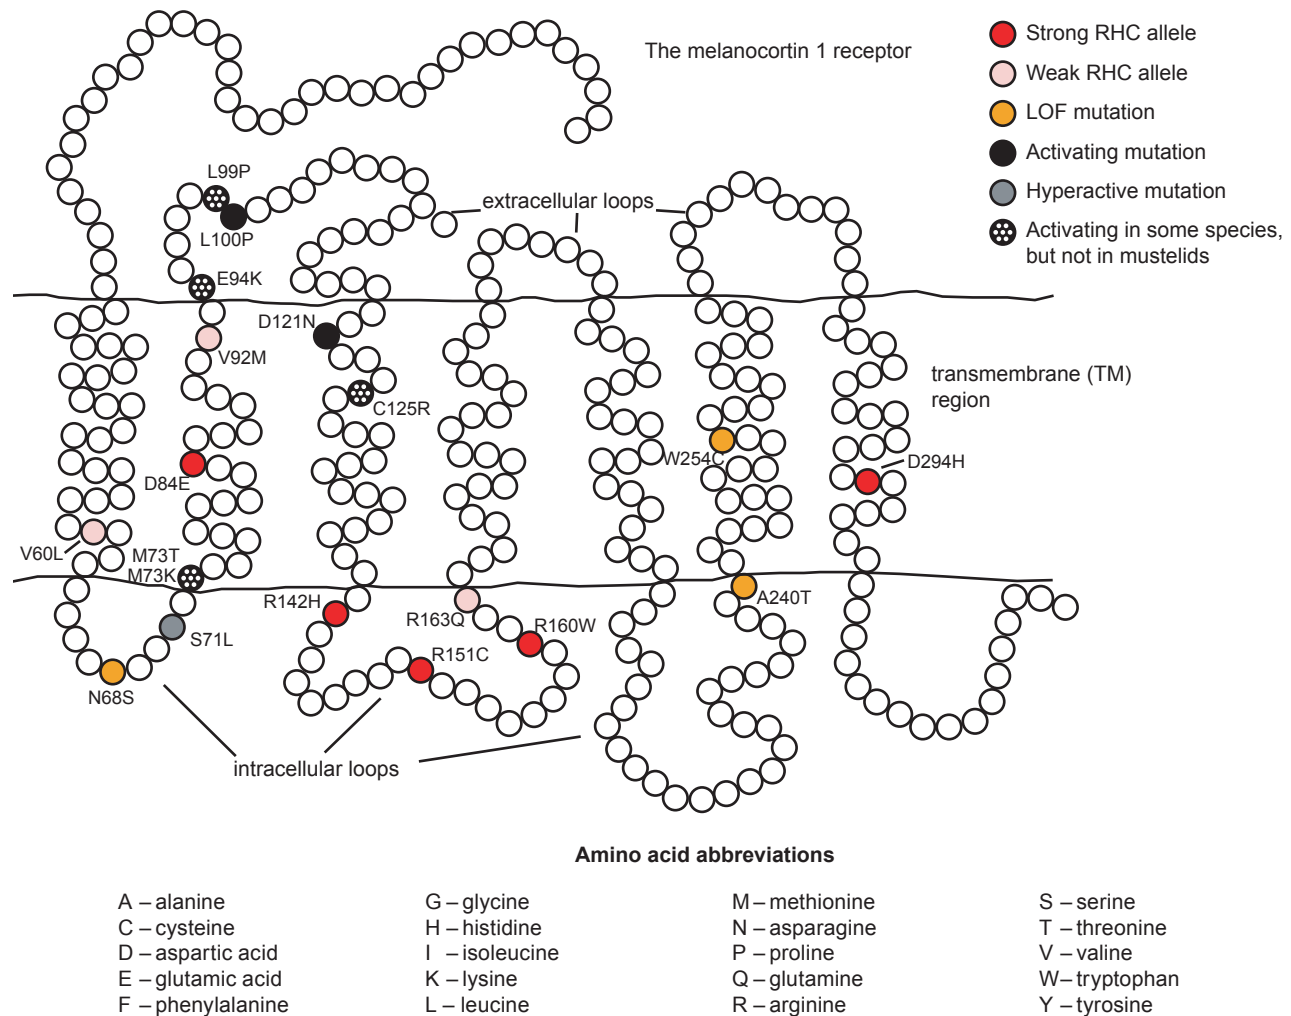 The melanocortin 1 receptor
Strong RHC allele
Weak RHC allele
LOF mutation
Activating mutation
Hyperactive mutation
Activating in some species,
but not in mustelids
L99P
L100P
extracellular loops
E94K
D121N
V92M
C125R
transmembrane (TM)
region
W254C
D294H
D84E
V60L
M73T
M73K
R142H
R163Q
R160W
A240T
S71L
R151C
N68S
intracellular loops
Amino acid abbreviations
A – alanine
C – cysteine
D – aspartic acid
E – glutamic acid
F – phenylalanine
G – glycine
H – histidine
I – isoleucine
K – lysine
L – leucine
M – methionine
N – asparagine
P – proline
Q – glutamine
R – arginine
S – serine
T – threonine
V – valine
W – tryptophan
Y – tyrosine